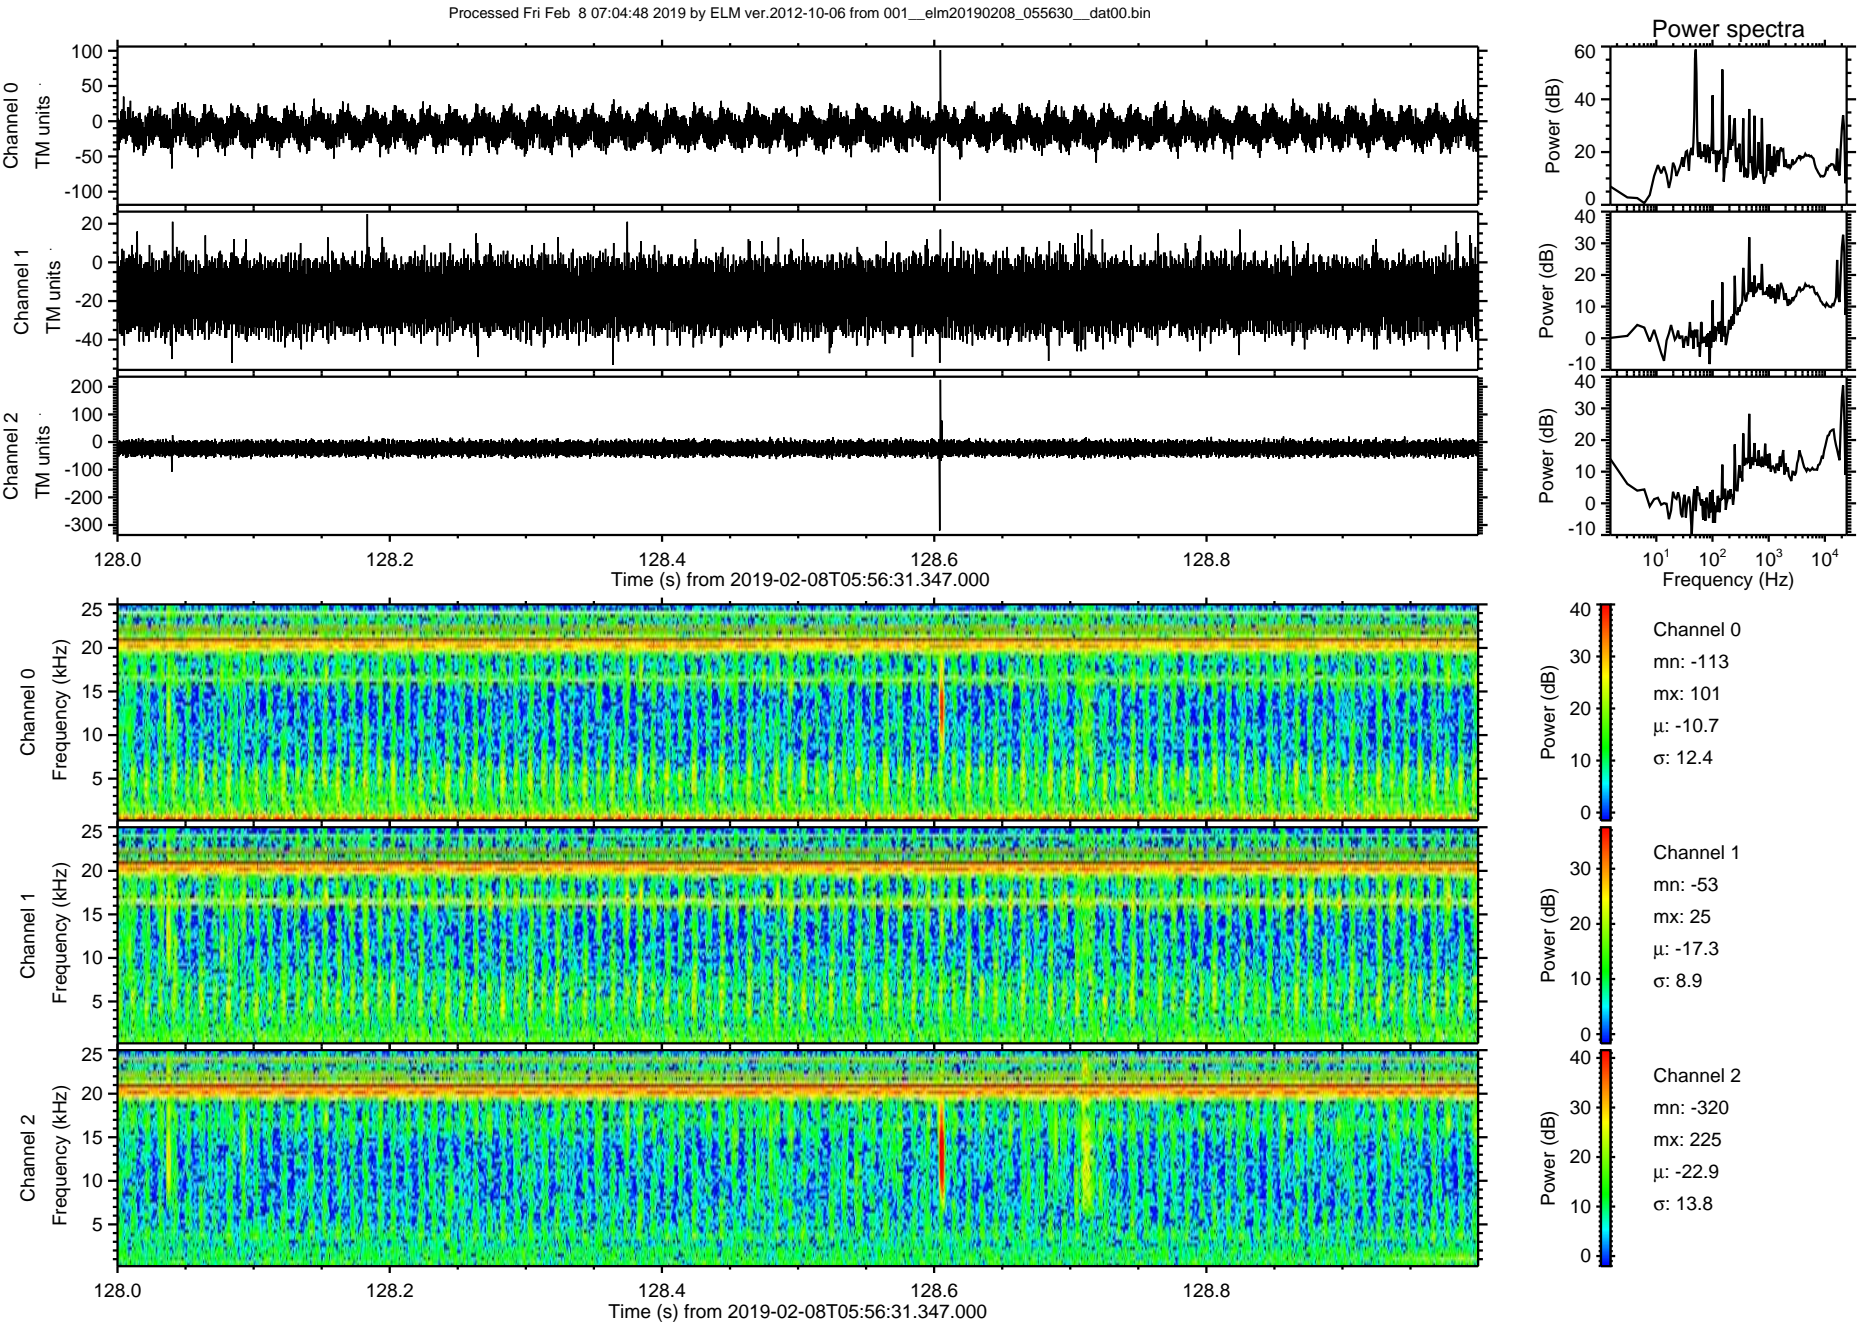 Processed Fri Feb  8 07:04:48 2019 by ELM ver.2012-10-06 from 001__elm20190208_055630__dat00.bin
Power spectra
Channel 0
TM units
100
50
0
-50
-100
Power (dB)
60
40
20
0
Channel 1
TM units
20
0
-20
-40
Power (dB)
40
30
20
10
0
-10
Channel 2
TM units
200
100
0
-100
-200
-300
Power (dB)
40
30
20
10
0
-10
128.0 128.2 128.4 128.6 128.8
Time (s) from 2019-02-08T05:56:31.347.000
10^1 10^2 10^3 10^4
Frequency (Hz)
Channel 0
Frequency (kHz)
25
20
15
10
5
Power (dB)
40
30
20
10
0
Channel 0
mn: -113
mx: 101
μ: -10.7
σ: 12.4
Channel 1
Frequency (kHz)
25
20
15
10
5
Power (dB)
30
20
10
0
Channel 1
mn: -53
mx: 25
μ: -17.3
σ: 8.9
Channel 2
Frequency (kHz)
25
20
15
10
5
Power (dB)
40
30
20
10
0
Channel 2
mn: -320
mx: 225
μ: -22.9
σ: 13.8
128.0 128.2 128.4 128.6 128.8
Time (s) from 2019-02-08T05:56:31.347.000